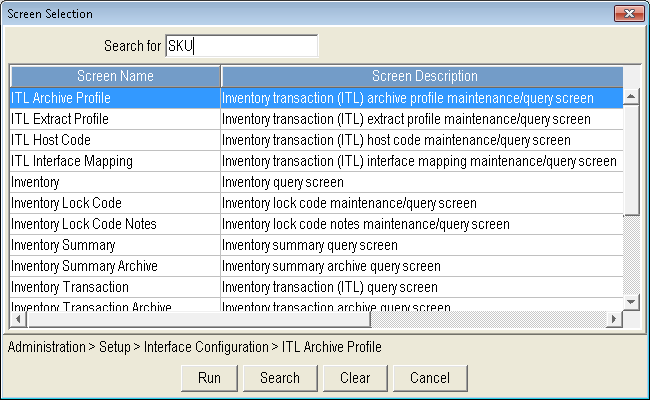 Screen Selection
Search for SKU
Screen Name Screen Description
ITL Archive Profile Inventory transaction (ITL) archive profile maintenance/query screen
ITL Extract Profile Inventory transaction (ITL) extract profile maintenance/query screen
ITL Host Code Inventory transaction (ITL) host code maintenance/query screen
ITL Interface Mapping Inventory transaction (ITL) interface mapping maintenance/query screen
Inventory Inventory query screen
Inventory Lock Code Inventory lock code maintenance/query screen
Inventory Lock Code Notes Inventory lock code notes maintenance/query screen
Inventory Summary Inventory summary query screen
Inventory Summary Archive Inventory summary archive query screen
Inventory Transaction Inventory transaction (ITL) query screen
Inventory Transaction Archive Inventory transaction archive query screen
Administration > Setup > Interface Configuration > ITL Archive Profile
Run Search Clear Cancel